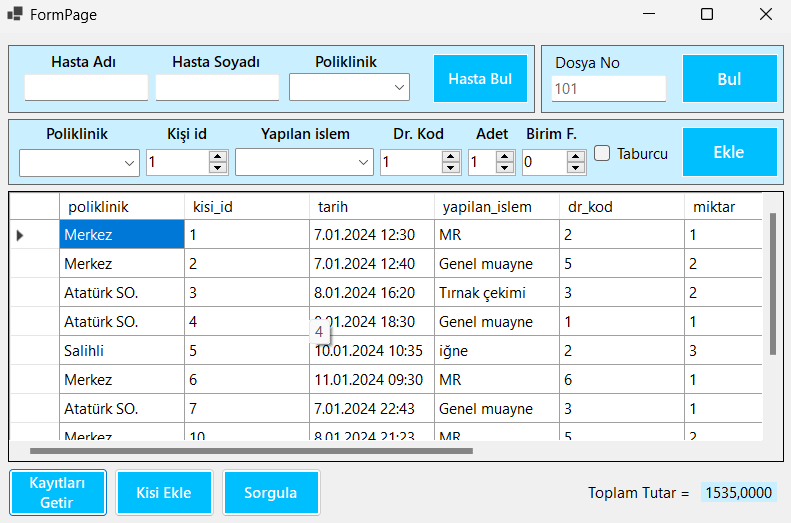 FormPage
Hasta Adı Hasta Soyadı Poliklinik Hasta Bul Dosya No 101 Bul
Poliklinik Kişi id Yapılan islem Dr. Kod Adet Birim F.
1 1 1 0 Taburcu Ekle
poliklinik kisi_id tarih yapilan_islem dr_kod miktar
Merkez 1 7.01.2024 12:30 MR 2 1
Merkez 2 7.01.2024 12:40 Genel muayne 5 2
Atatürk SO. 3 8.01.2024 16:20 Tırnak çekimi 3 2
Atatürk SO. 4 .01.2024 18:30 Genel muayne 1 1
4
Salihli 5 10.01.2024 10:35 iğne 2 3
Merkez 6 11.01.2024 09:30 MR 6 1
Atatürk SO. 7 7.01.2024 22:43 Genel muayne 3 1
Merkez 10 8.01.2024 21:23 MR 5 2
Kayıtları
Getir
Kisi Ekle Sorgula Toplam Tutar = 1535,0000